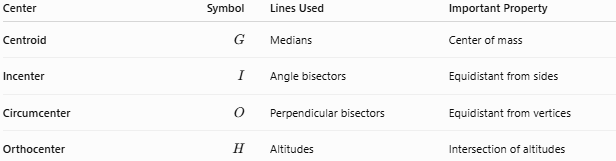 Center Symbol Lines Used Important Property
Centroid G Medians Center of mass
Incenter I Angle bisectors Equidistant from sides
Circumcenter O Perpendicular bisectors Equidistant from vertices
Orthocenter H Altitudes Intersection of altitudes